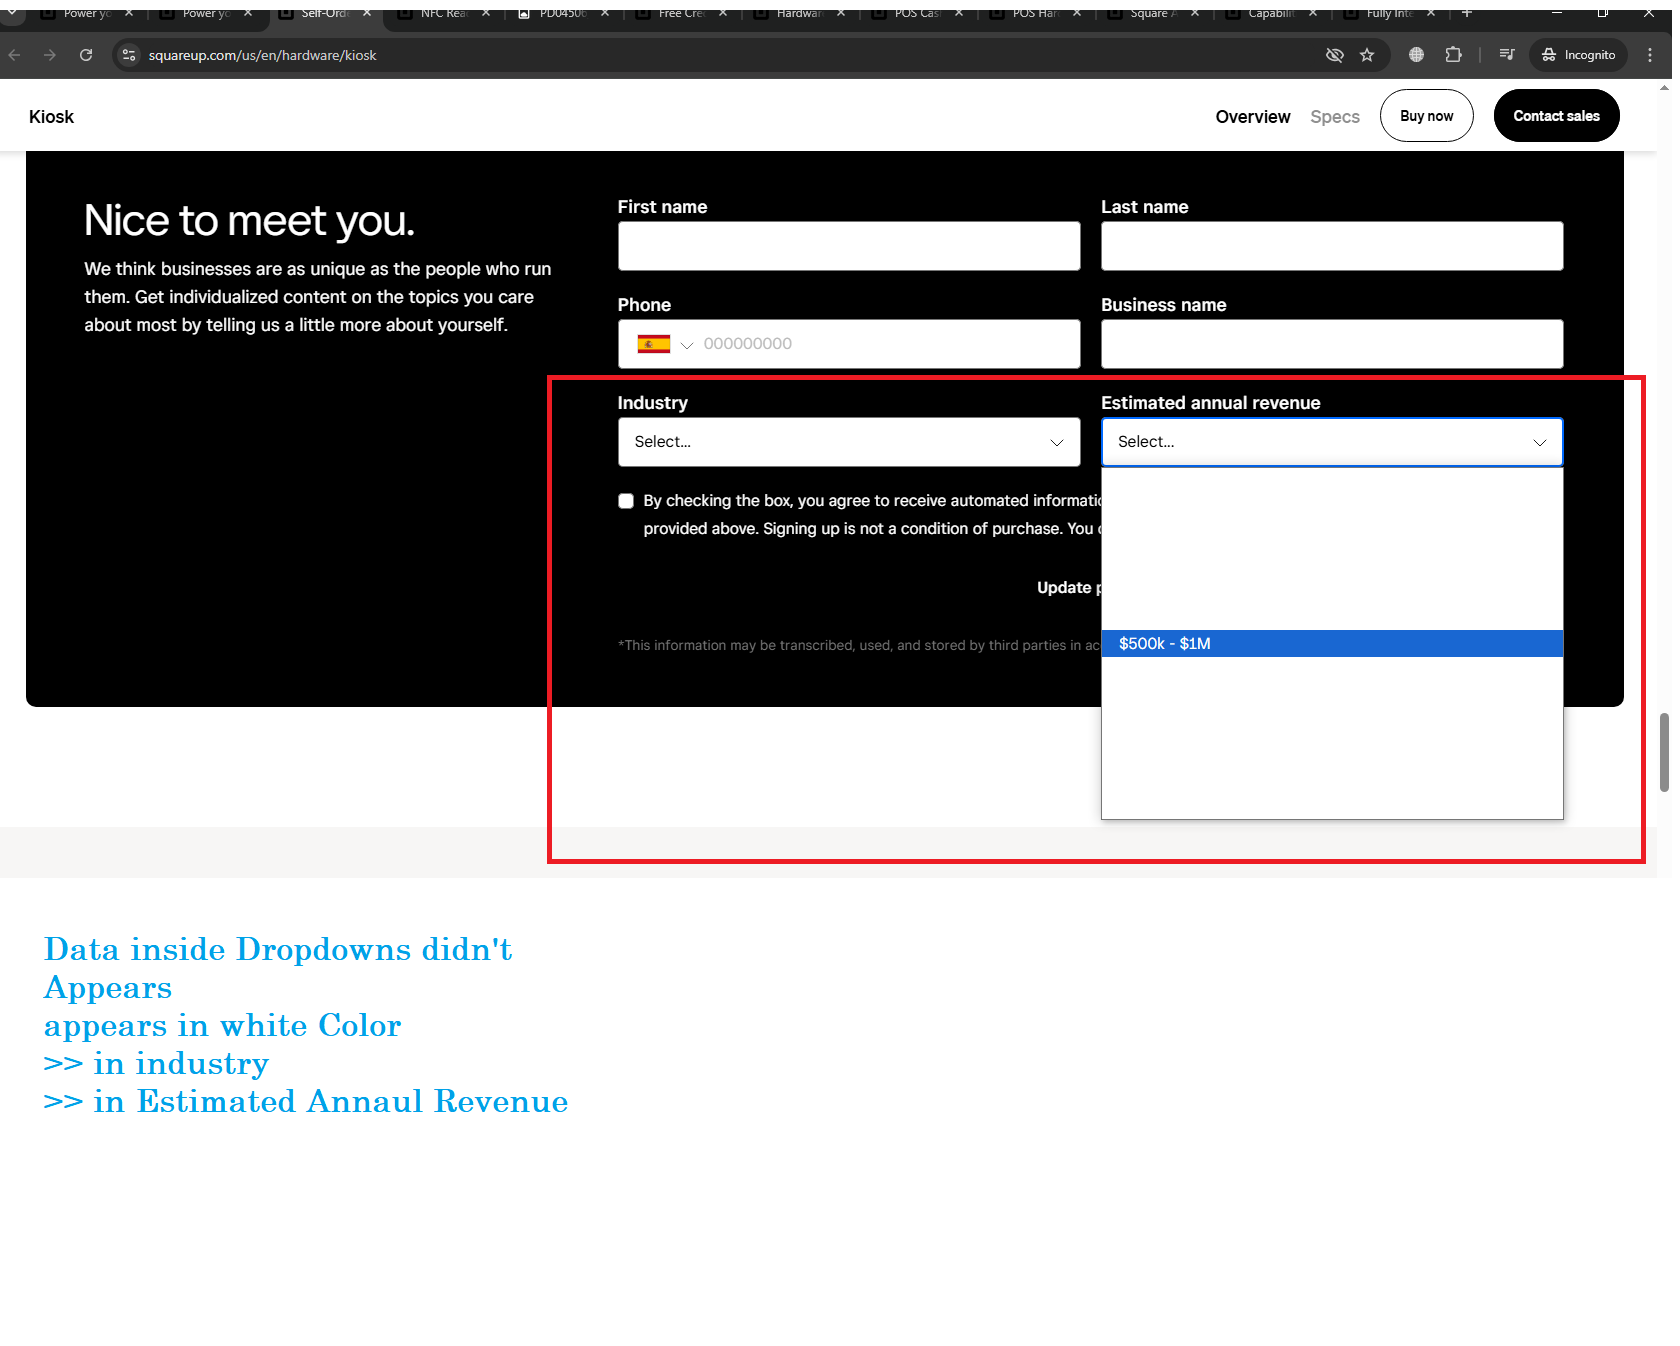 Power yo
Power yo
Self-Ord
NFC Rea
PD04506
Free Cre
Hardwar
POS Cas
POS Har
Square A
Capabilit
Fully Inte
squareup.com/us/en/hardware/kiosk
Incognito
Kiosk
Overview
Specs
Buy now
Contact sales
Nice to meet you.
We think businesses are as unique as the people who run
them. Get individualized content on the topics you care
about most by telling us a little more about yourself.
First name
Last name
Phone
Business name
000000000
Industry
Estimated annual revenue
Select...
Select...
By checking the box, you agree to receive automated informatio
provided above. Signing up is not a condition of purchase. You
Update
$500k - $1M
*This information may be transcribed, used, and stored by third parties in ac
Data inside Dropdowns didn't
Appears
appears in white Color
>> in industry
>> in Estimated Annaul Revenue